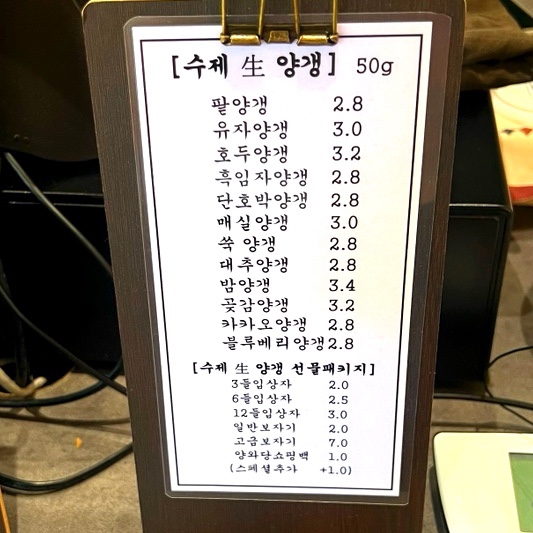 [수제 生 양갱] 50g
팥양갱 2.8
유자양갱 3.0
호두양갱 3.2
흑임자양갱 2.8
단호박양갱 2.8
매실양갱 3.0
쑥 양갱 2.8
대추양갱 2.8
밤양갱 3.4
곶감양갱 3.2
카카오양갱 2.8
블루베리양갱 2.8
[수제 生 양갱 선물패키지]
3들입상자 2.0
6들입상자 2.5
12들입상자 3.0
일반보자기 2.0
고급보자기 7.0
양와당쇼핑백 1.0
(스페셜추가 +1.0)